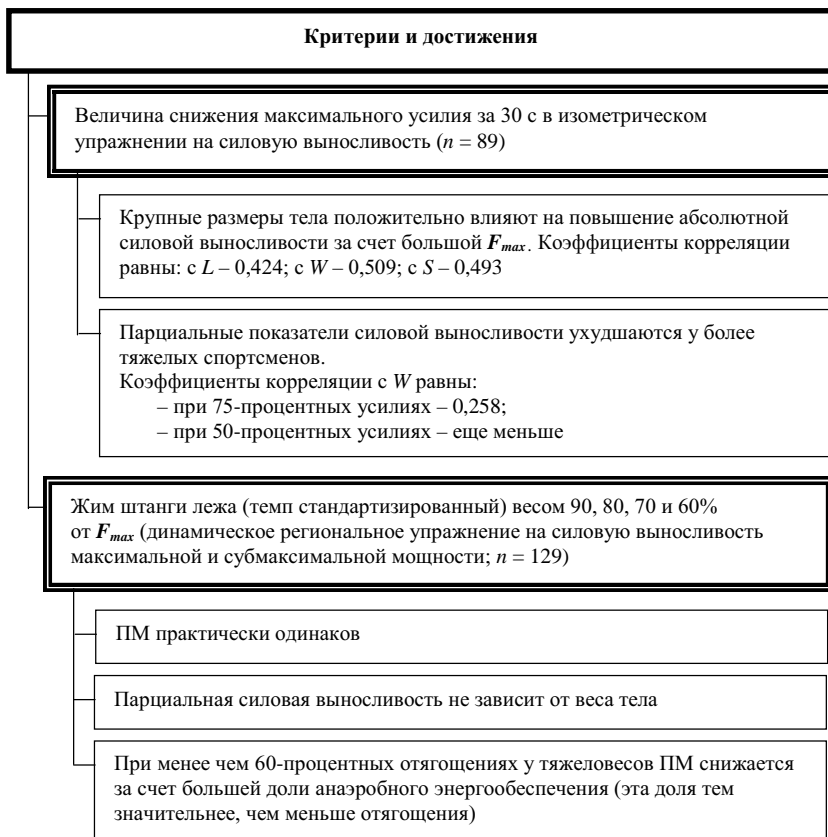 Критерии и достижения
Величина снижения максимального усилия за 30 с в изометрическом
упражнении на силовую выносливость (n = 89)
Крупные размеры тела положительно влияют на повышение абсолютной
силовой выносливости за счет большой Fmax. Коэффициенты корреляции
равны: с L – 0,424; с W – 0,509; с S – 0,493
Парциальные показатели силовой выносливости ухудшаются у более
тяжелых спортсменов.
Коэффициенты корреляции с W равны:
– при 75-процентных усилиях – 0,258;
– при 50-процентных усилиях – еще меньше
Жим штанги лежа (темп стандартизированный) весом 90, 80, 70 и 60%
от Fmax (динамическое региональное упражнение на силовую выносливость
максимальной и субмаксимальной мощности; n = 129)
ПМ практически одинаков
Парциальная силовая выносливость не зависит от веса тела
При менее чем 60-процентных отягощениях у тяжеловесов ПМ снижается
за счет большей доли анаэробного энергообеспечения (эта доля тем
значительнее, чем меньше отягощения)